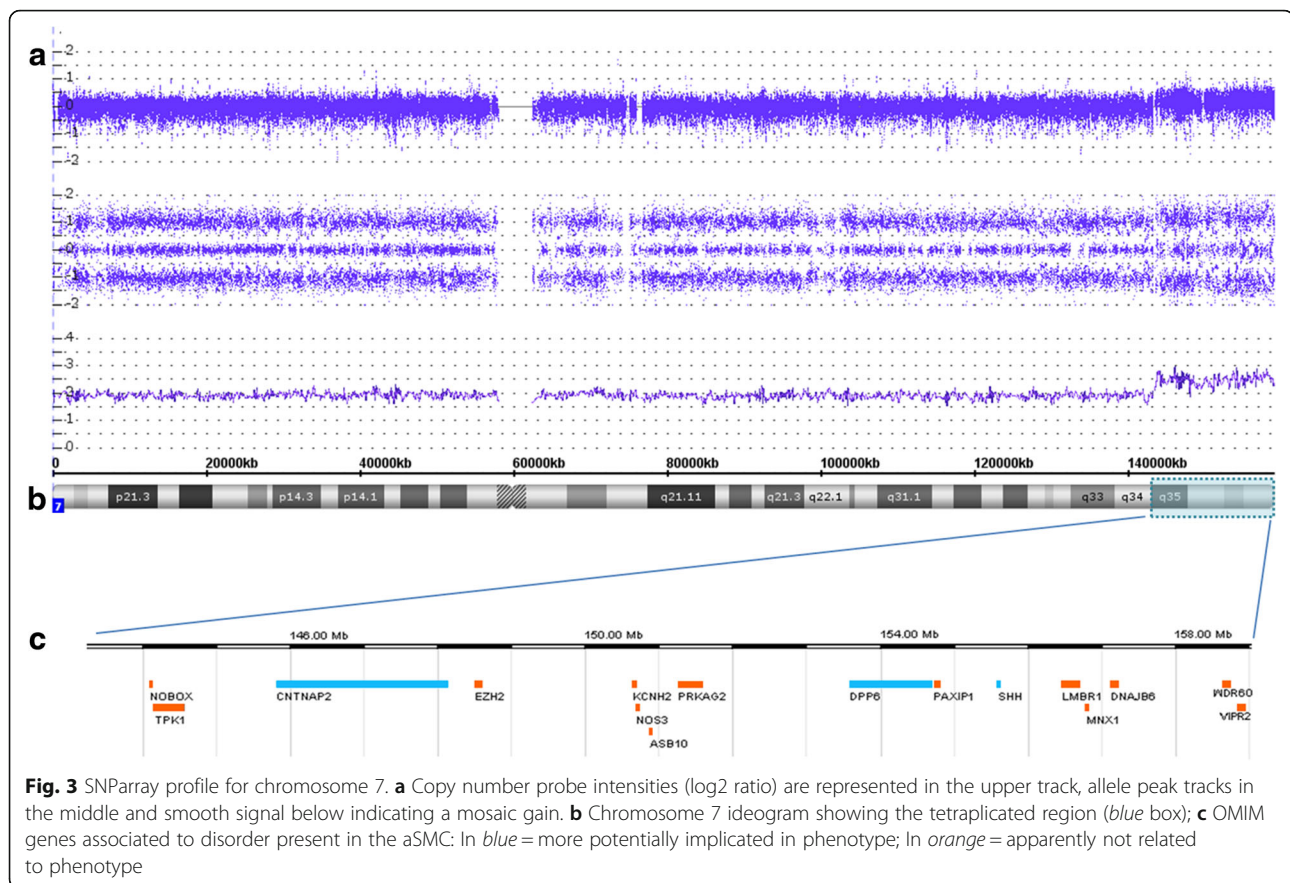 a
2
1
0
-1
-2
2
1
0
-1
-2
4
3
2
1
0
0 20000kb 40000kb 60000kb 80000kb 100000kb 120000kb 140000kb
b
p21.3 p14.3 p14.1 q21.11 q21.3 q22.1 q31.1 q33 q34 q35
7
c
146.00 Mb 150.00 Mb 154.00 Mb 158.00 Mb
NOBOX CNTNAP2 EZH2 KCNH2 PRKAG2 DPP6 PAXIP1 SHH LMBR1 DNAJB6 WDR60
TPK1 NOS3 MNX1 VIPR2
ASB10
Fig. 3 SNParray profile for chromosome 7. a Copy number probe intensities (log2 ratio) are represented in the upper track, allele peak tracks in
the middle and smooth signal below indicating a mosaic gain. b Chromosome 7 ideogram showing the tetraplicated region (blue box); c OMIM
genes associated to disorder present in the aSMC: In blue = more potentially implicated in phenotype; In orange = apparently not related
to phenotype